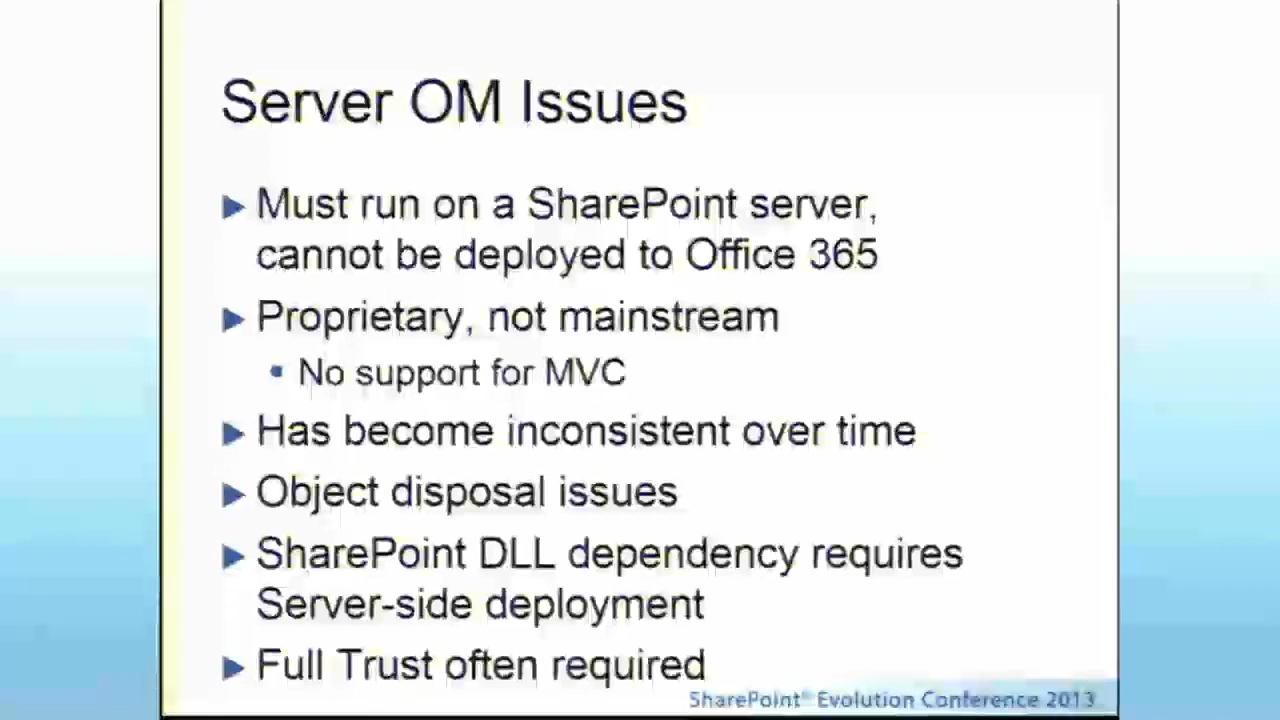 Server OM Issues
Must run on a SharePoint server,
cannot be deployed to Office 365
Proprietary, not mainstream
No support for MVC
Has become inconsistent over time
Object disposal issues
SharePoint DLL dependency requires
Server-side deployment
Full Trust often required
SharePoint® Evolution Conference 2013